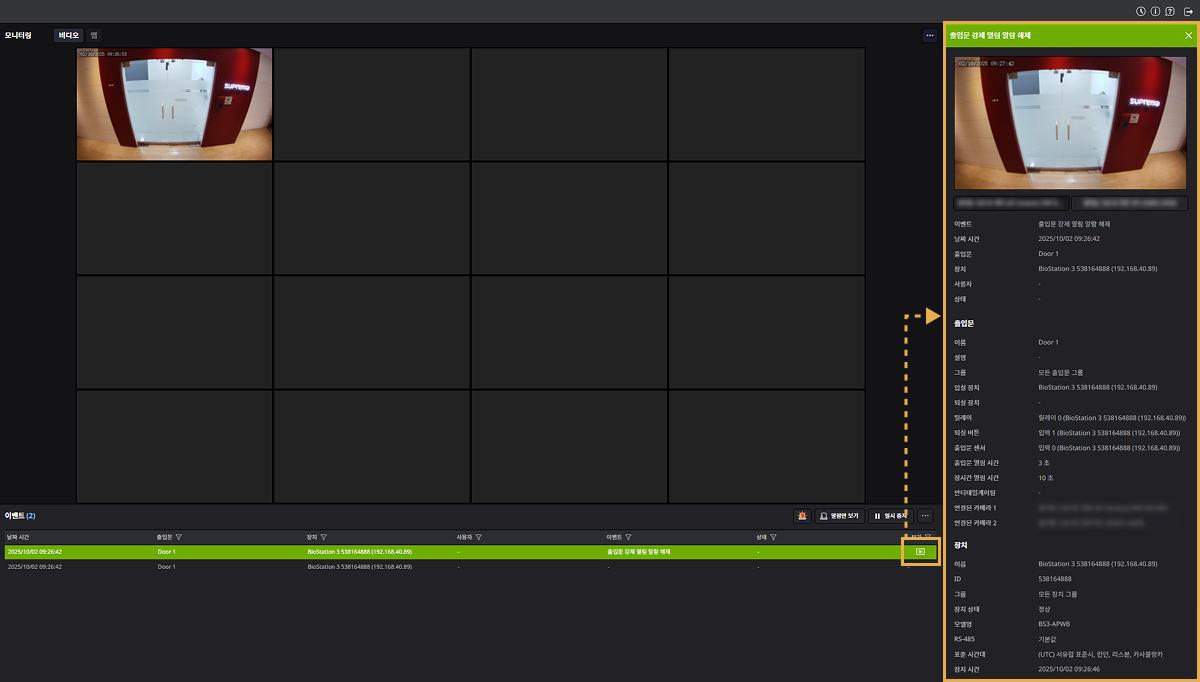 모니터링 비디오 맵
02/10/2025 09:26:58
SUPREMA
이벤트 (2)
알람만 보기
일시 중지
날짜 시간 출입문 장치 사용자 이벤트 상태 보기
2025/10/02 09:26:42 Door 1 BioStation 3 538164888 (192.168.40.89) - 출입문 강제 열림 알람 해제 -
2025/10/02 09:26:42 Door 1 BioStation 3 538164888 (192.168.40.89) - - - -
출입문 강제 열림 알람 해제
02/10/2025 09:27:42
SUPREMA
이벤트 출입문 강제 열림 알람 해제
날짜 시간 2025/10/02 09:26:42
출입문 Door 1
장치 BioStation 3 538164888 (192.168.40.89)
사용자 -
상태 -
출입문
이름 Door 1
설명 -
그룹 모든 출입문 그룹
입실 장치 BioStation 3 538164888 (192.168.40.89)
퇴실 장치 -
릴레이 릴레이 0 (BioStation 3 538164888 (192.168.40.89))
퇴실 버튼 입력 1 (BioStation 3 538164888 (192.168.40.89))
출입문 센서 입력 0 (BioStation 3 538164888 (192.168.40.89))
출입문 열림 시간 3 초
장시간 열림 시간 10 초
안티테일게이팅 -
연결된 카메라 1
연결된 카메라 2
장치
이름 BioStation 3 538164888 (192.168.40.89)
ID 538164888
그룹 모든 장치 그룹
장치 상태 정상
모델명 BS3-APWB
RS-485 기본값
표준 시간대 (UTC) 서유럽 표준시, 런던, 리스본, 카사블랑카
장치 시간 2025/10/02 09:26:46